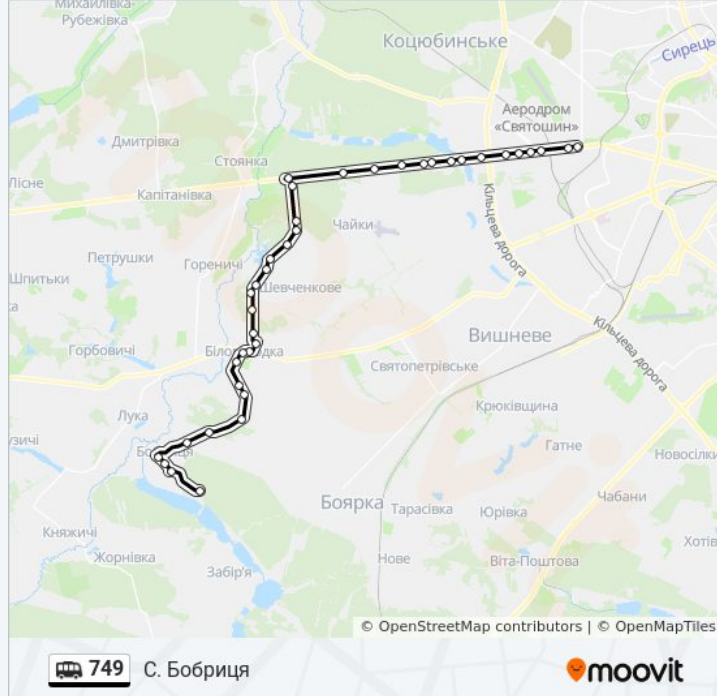 Михайлівка-
Рубежівка
Коцюбинське
Сирець
Аеродром
«Святошин»
Дмитрівка
Стоянка
Лісне
Капітанівка
Кільцева дорога
Чайки
Петрушки
Гореничі
Шпитьки
Шевченкове
Кільцева дорога
Вишневе
Горбовичі
Святопетрівське
Крюківщина
Лука
Гатне
Новосілки
Чабани
Боярка
Тарасівка
Юрівка
Княжичі
Жорнівка
Забір'я
Нове
Віта-Поштова
© OpenStreetMap contributors | © OpenMapTiles
749 С. Бобриця
moovit